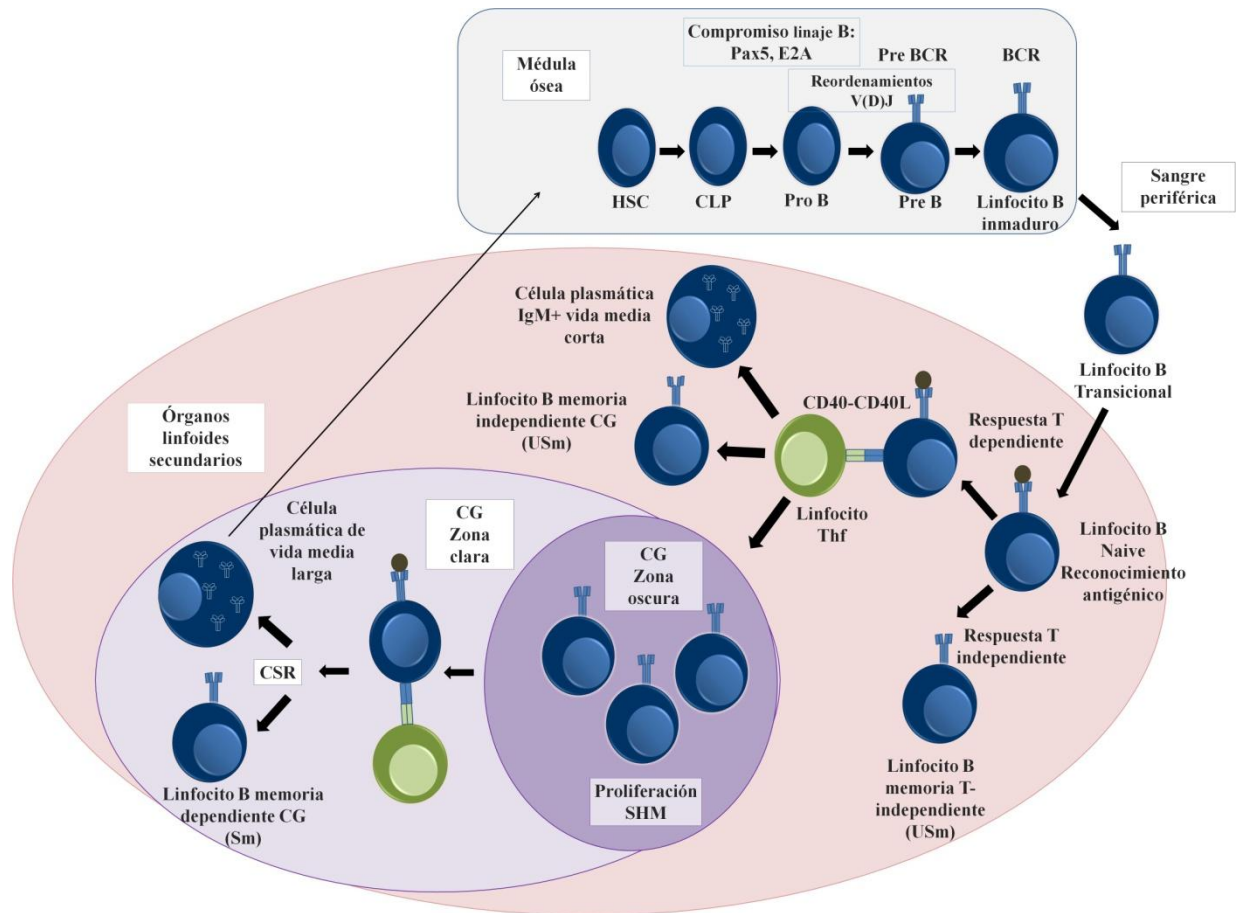 Médula
ósea
Compromiso linaje B:
Pax5, E2A
Pre BCR
BCR
Reordenamientos
V(D)J
HSC
CLP
Pro B
Pre B
Linfocito B
inmaduro
Sangre
periférica
Linfocito B
Transicional
Célula plasmática
IgM+ vida media
corta
Linfocito B memoria
independiente CG
(USm)
CD40-CD40L
Respuesta T
dependiente
Linfocito
Thf
Linfocito B
Naive
Reconocimiento
antigénico
Respuesta T
independiente
Linfocito B
memoria T-
independiente
(USm)
Órganos
linfoides
secundarios
Célula
plasmática de
vida media
larga
CG
Zona
clara
CG
Zona
oscura
CSR
Proliferación
SHM
Linfocito B memoria
dependiente CG
(Sm)